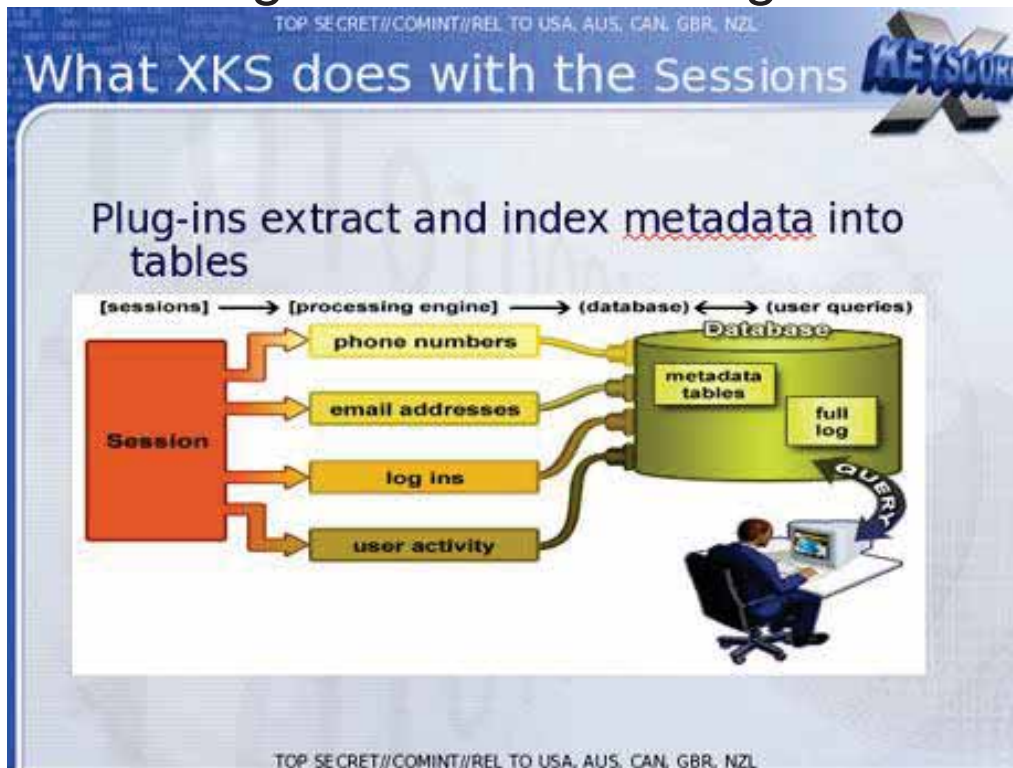 TOP SECRET//COMINT//REL TO USA, AUS, CAN, GBR, NZL
What XKS does with the Sessions
KEYSCOR
Plug-ins extract and index metadata into
tables
[sessions] → [processing engine] → (database) ↔ (user queries)
Database
phone numbers
metadata
tables
email addresses
full
log
Session
log ins
QUERY
user activity
TOP SECRET//COMINT//REL TO USA, AUS, CAN, GBR, NZL